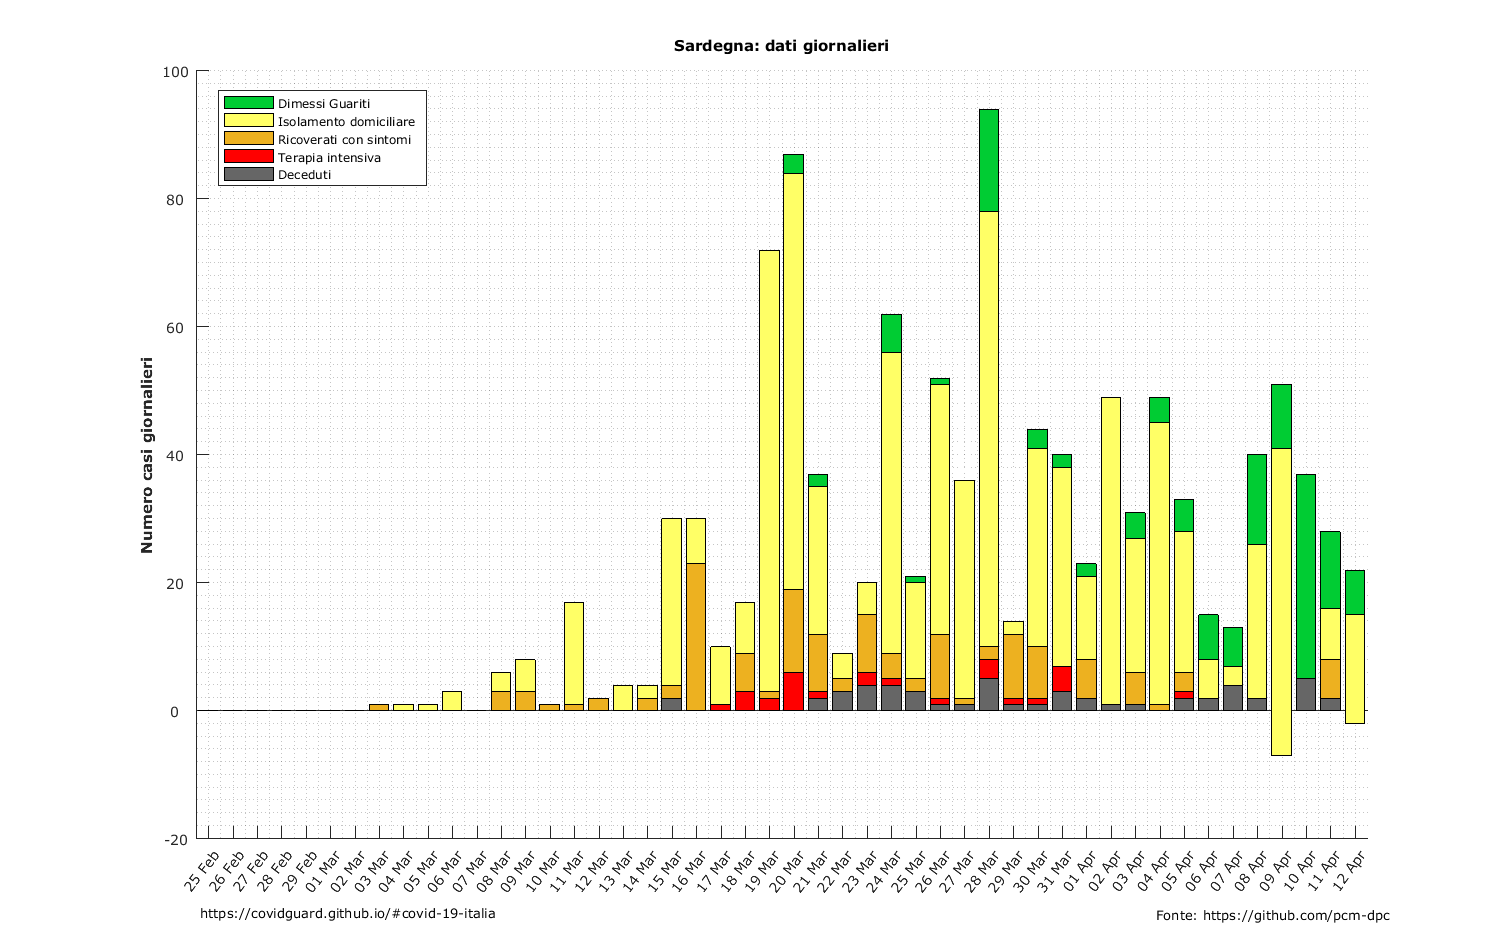 Sardegna: dati giornalieri
Numero casi giornalieri
100
80
60
40
20
0
-20
Dimessi Guariti
Isolamento domiciliare
Ricoverati con sintomi
Terapia intensiva
Deceduti
25 Feb
26 Feb
27 Feb
28 Feb
29 Feb
01 Mar
02 Mar
03 Mar
04 Mar
05 Mar
06 Mar
07 Mar
08 Mar
09 Mar
10 Mar
11 Mar
12 Mar
13 Mar
14 Mar
15 Mar
16 Mar
17 Mar
18 Mar
19 Mar
20 Mar
21 Mar
22 Mar
23 Mar
24 Mar
25 Mar
26 Mar
27 Mar
28 Mar
29 Mar
30 Mar
31 Mar
01 Apr
02 Apr
03 Apr
04 Apr
05 Apr
06 Apr
07 Apr
08 Apr
09 Apr
10 Apr
11 Apr
12 Apr
https://covidguard.github.io/#covid-19-italia
Fonte: https://github.com/pcm-dpc